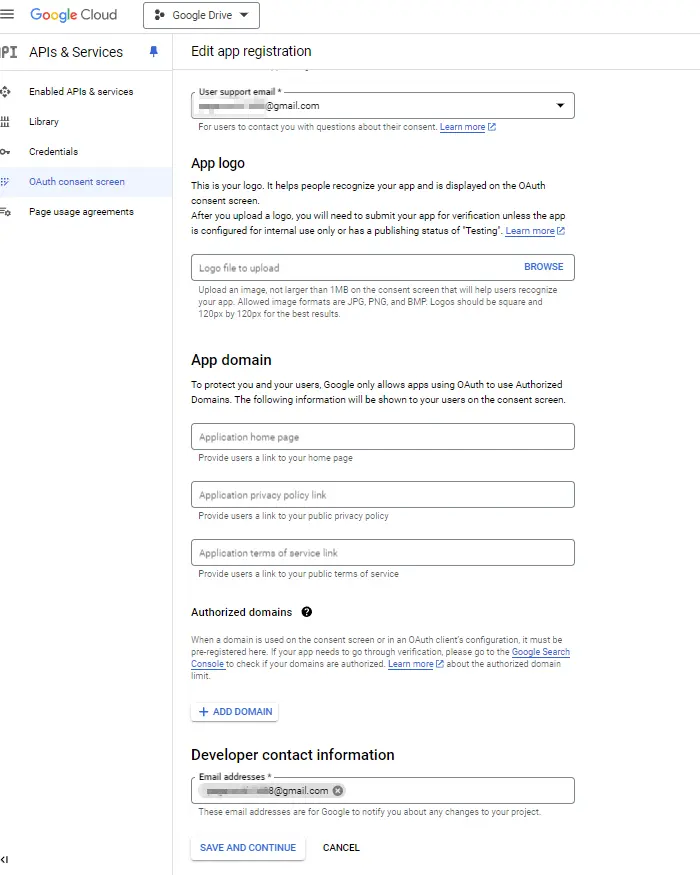 Google Cloud
Google Drive
API APIs & Services
Edit app registration
Enabled APIs & services
Library
Credentials
OAuth consent screen
Page usage agreements
User support email *
@gmail.com
For users to contact you with questions about their consent. Learn more
App logo
This is your logo. It helps people recognize your app and is displayed on the OAuth
consent screen.
After you upload a logo, you will need to submit your app for verification unless the app
is configured for internal use only or has a publishing status of "Testing". Learn more
Logo file to upload
BROWSE
Upload an image, not larger than 1MB on the consent screen that will help users recognize
your app. Allowed image formats are JPG, PNG, and BMP. Logos should be square and
120px by 120px for the best results.
App domain
To protect you and your users, Google only allows apps using OAuth to use Authorized
Domains. The following information will be shown to your users on the consent screen.
Application home page
Provide users a link to your home page
Application privacy policy link
Provide users a link to your public privacy policy
Application terms of service link
Provide users a link to your public terms of service
Authorized domains ?
When a domain is used on the consent screen or in an OAuth client's configuration, it must be
pre-registered here. If your app needs to go through verification, please go to the Google Search
Console to check if your domains are authorized. Learn more about the authorized domain
limit.
+ ADD DOMAIN
Developer contact information
Email addresses *
8@gmail.com
These email addresses are for Google to notify you about any changes to your project.
SAVE AND CONTINUE
CANCEL